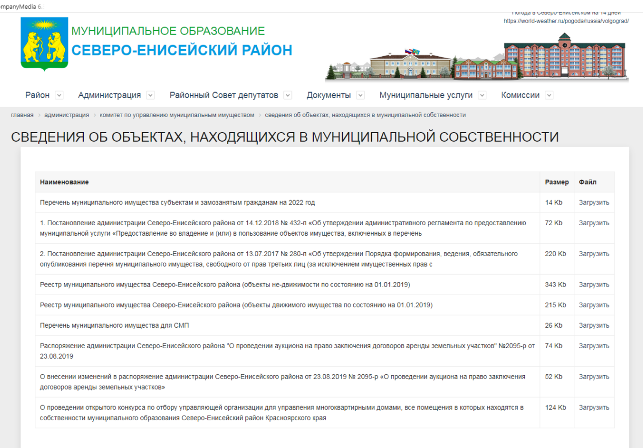 ompanyMedia 6.
Погода в Северо-Енисейском на 14 дней
https://world-weather.ru/pogoda/russia/volgograd/
МУНИЦИПАЛЬНОЕ ОБРАЗОВАНИЕ
СЕВЕРО-ЕНИСЕЙСКИЙ РАЙОН
Район Администрация Районный Совет депутатов Документы Муниципальные услуги Комиссии
главная администрация комитет по управлению муниципальным имуществом сведения об объектах, находящихся в муниципальной собственности
СВЕДЕНИЯ ОБ ОБЪЕКТАХ, НАХОДЯЩИХСЯ В МУНИЦИПАЛЬНОЙ СОБСТВЕННОСТИ
Наименование Размер Файл
Перечень муниципального имущества субъектам и замозянтым гражданам на 2022 год 14 Kb Загрузить
1. Постановление администрации Северо-Енисейского района от 14.12.2018 № 432-п «Об утверждении административного регламента по предоставлению 72 Kb Загрузить
муниципальной услуги «Предоставление во владение и (или) в пользование объектов имущества, включенных в перечень
2. Постановление администрации Северо-Енисейского района от 13.07.2017 № 280-п «Об утверждении Порядка формирования, ведения, обязательного 220 Kb Загрузить
опубликования перечня муниципального имущества, свободного от прав третьих лиц (за исключением имущественных прав с
Реестр муниципального имущества Северо-Енисейского района (объекты не-движимости по состоянию на 01.01.2019) 343 Kb Загрузить
Реестр муниципального имущества Северо-Енисейского района (объекты движимого имущества по состоянию на 01.01.2019) 215 Kb Загрузить
Перечень муниципального имущества для СМП 26 Kb Загрузить
Распоряжение администрации Северо-Енисейского района "О проведении аукциона на право заключения договоров аренды земельных участков" №2095-р от 74 Kb Загрузить
23.08.2019
О внесении изменений в распоряжение администрации Северо-Енисейского района от 23.08.2019 № 2095-р «О проведении аукциона на право заключения 52 Kb Загрузить
договоров аренды земельных участков»
О проведении открытого конкурса по отбору управляющей организации для управления многоквартирными домами, все помещения в которых находятся в 124 Kb Загрузить
собственности муниципального образования Северо-Енисейский район Красноярского края